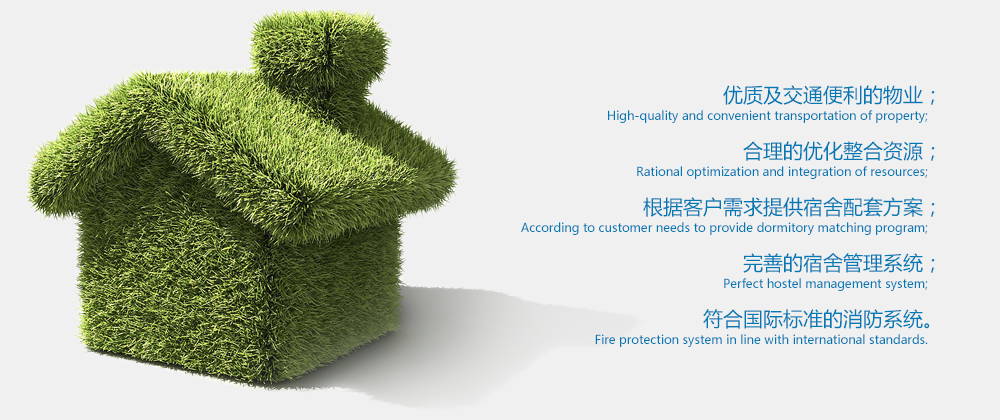 优质及交通便利的物业；
High-quality and convenient transportation of property;
合理的优化整合资源；
Rational optimization and integration of resources;
根据客户需求提供宿舍配套方案；
According to customer needs to provide dormitory matching program;
完善的宿舍管理系统；
Perfect hostel management system;
符合国际标准的消防系统。
Fire protection system in line with international standards.